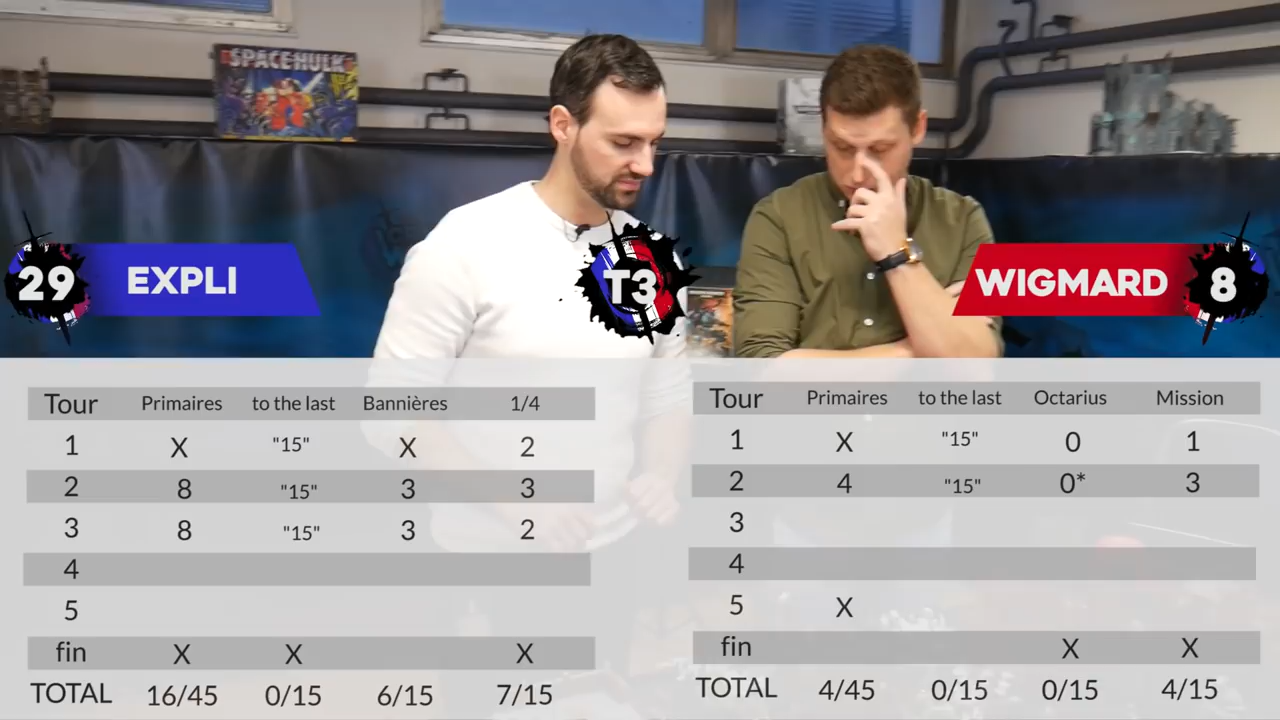 SPACE HULK
29 EXPLI T3 WIGMARD 8
Tour Primaires to the last Bannières 1/4
1 X "15" X 2
2 8 "15" 3 3
3 8 "15" 3 2
4
5
fin X X X
TOTAL 16/45 0/15 6/15 7/15
Tour Primaires to the last Octarius Mission
1 X "15" 0 1
2 4 "15" 0* 3
3
4
5 X
fin X X
TOTAL 4/45 0/15 0/15 4/15